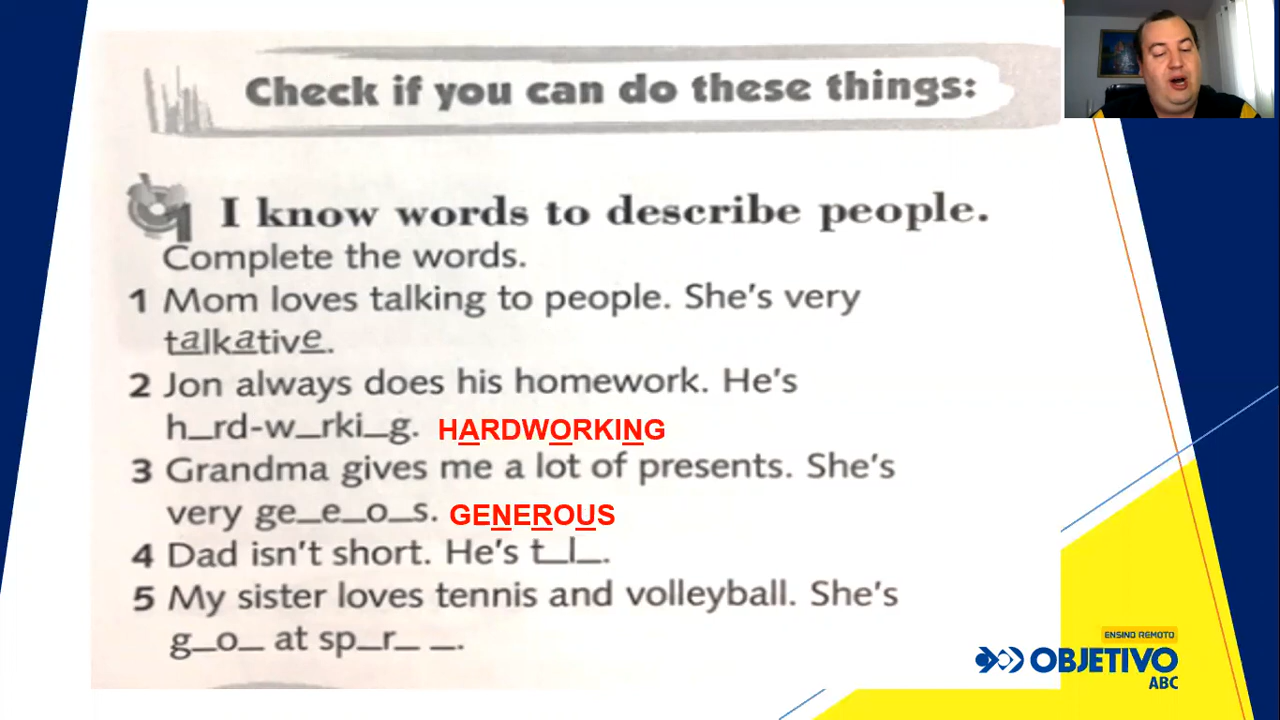 Check if you can do these things:
1 I know words to describe people.
Complete the words.
1 Mom loves talking to people. She's very
talkative.
2 Jon always does his homework. He's
h_rd-w_rki_g. HARDWORKING
3 Grandma gives me a lot of presents. She's
very ge_e_o_s. GENEROUS
4 Dad isn't short. He's t_l_.
5 My sister loves tennis and volleyball. She's
g_o_ at sp_r_ _.
ENSINO REMOTO
OBJETIVO
ABC